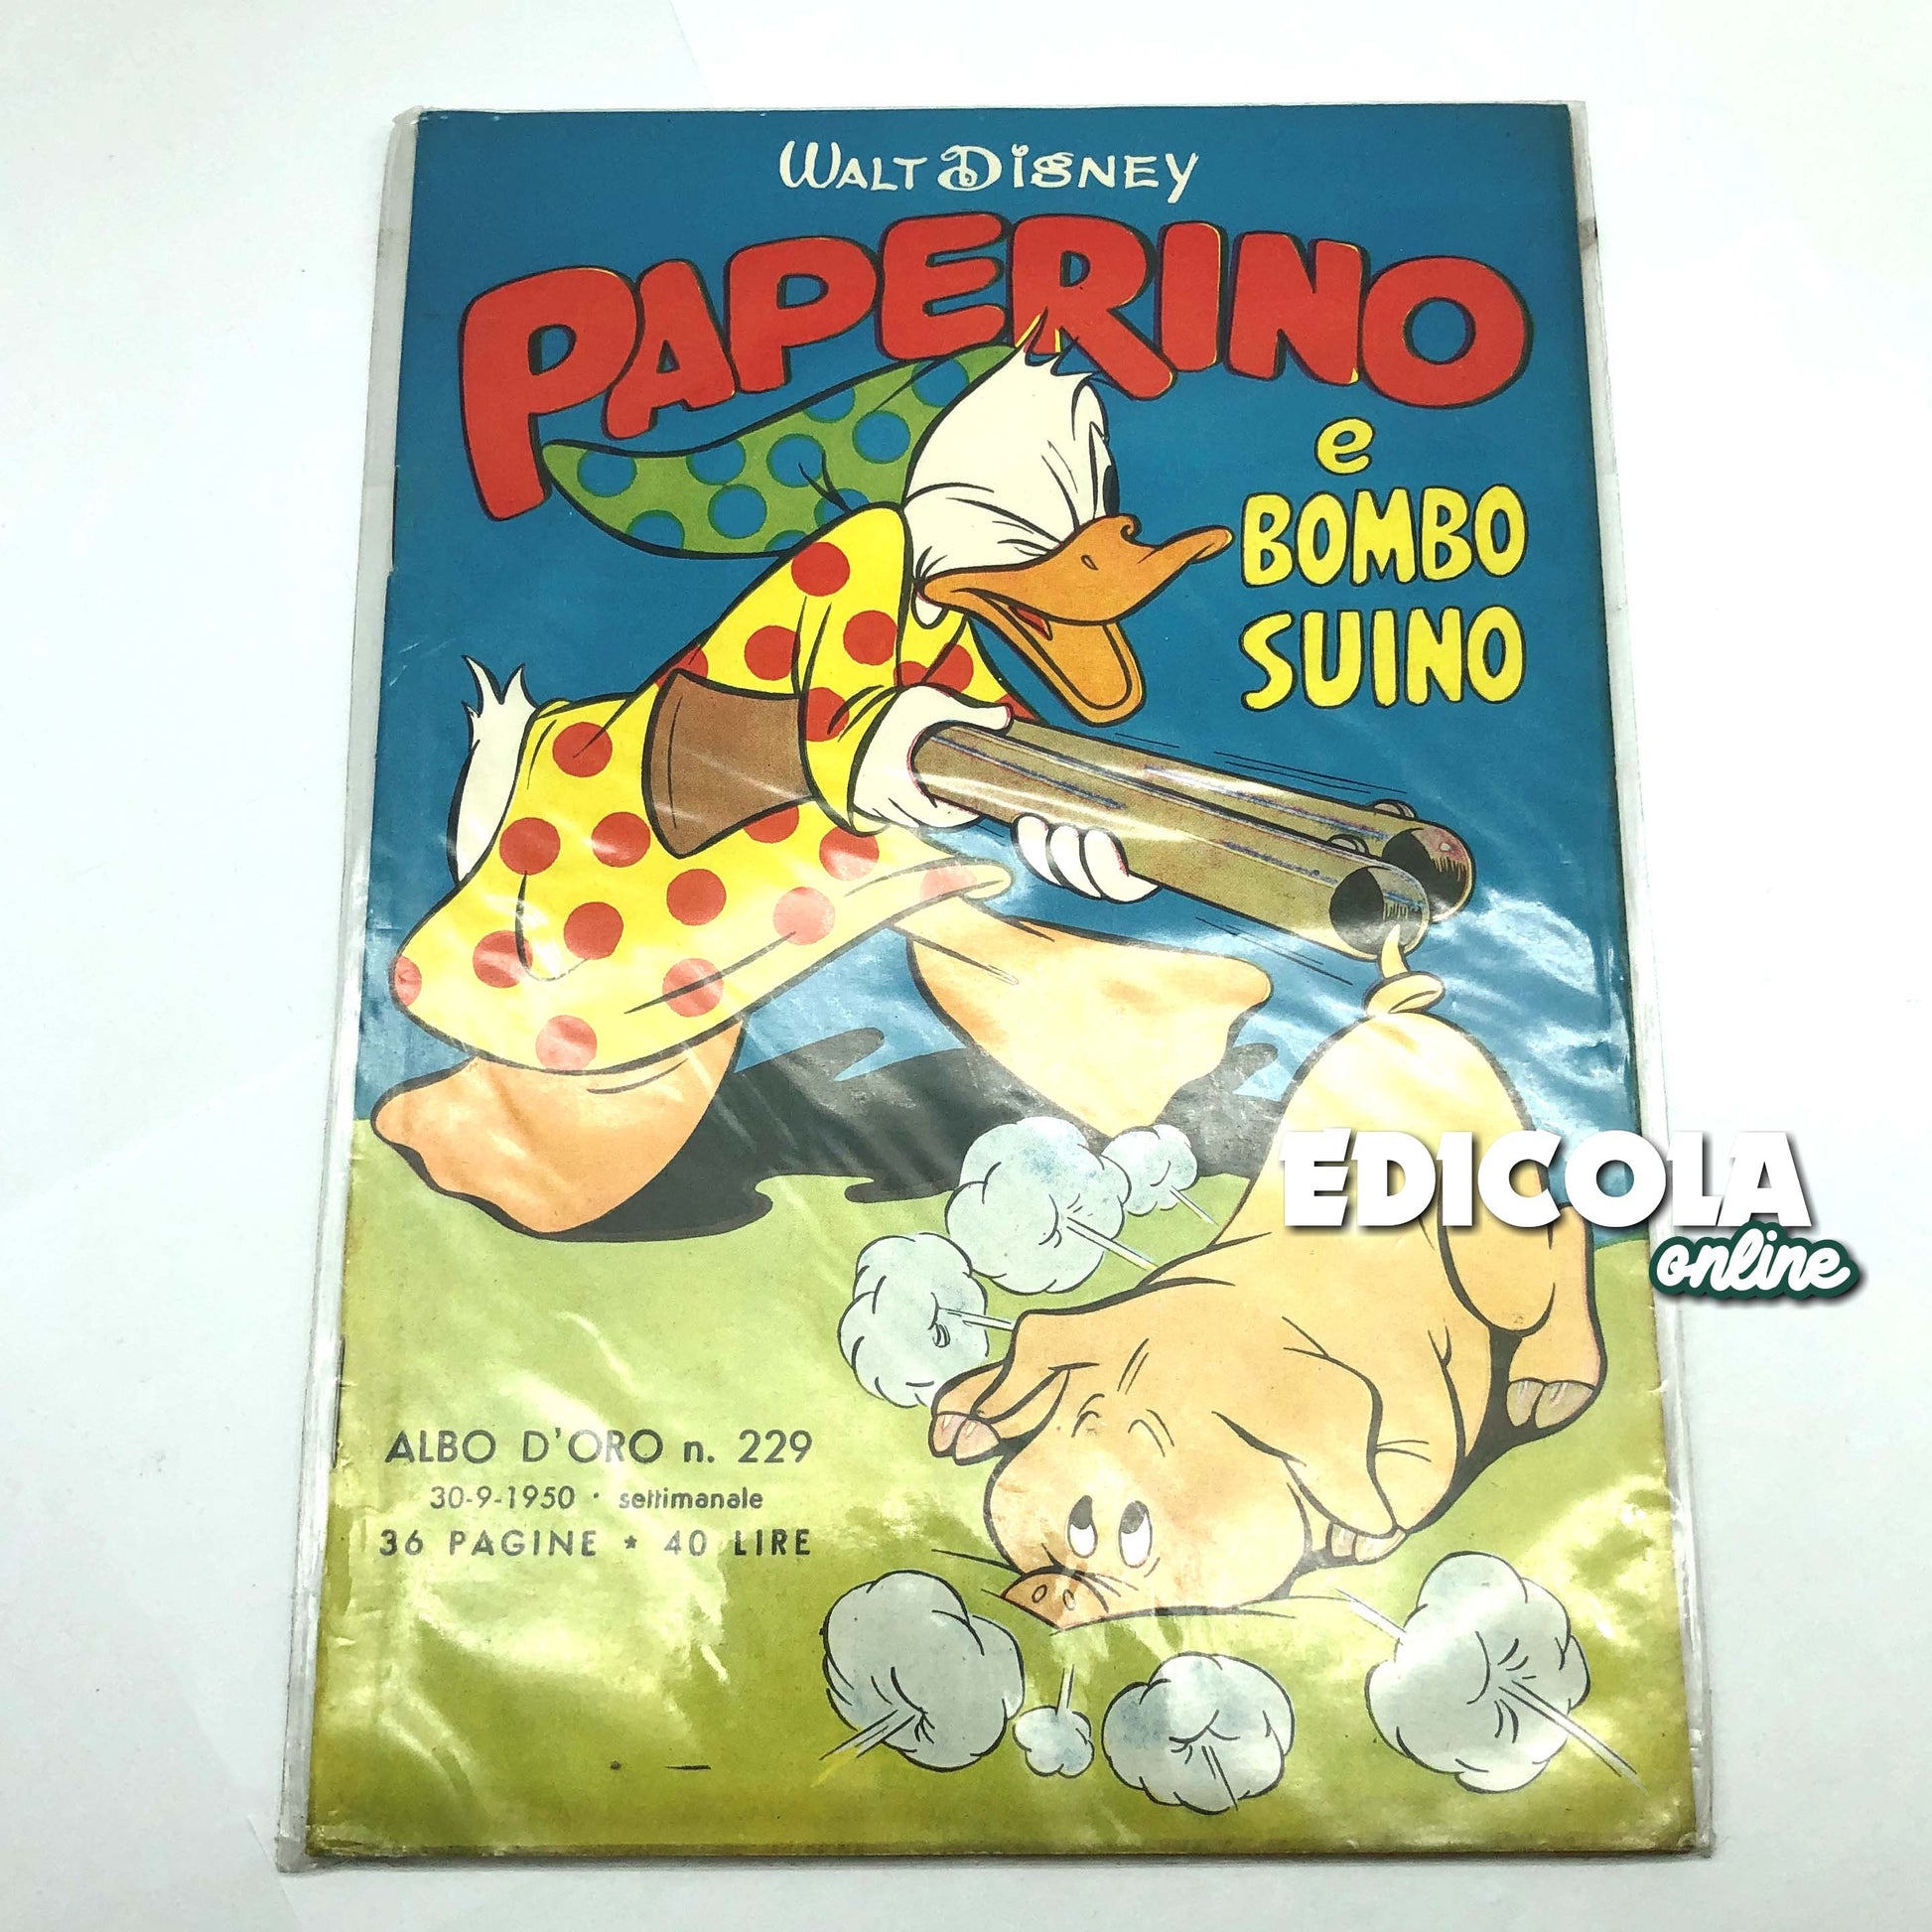 WALT DISNEY
PAPERINO
e
BOMBO
SUINO
EDICOLA
online
ALBO D'ORO n. 229
30-9-1950 · settimanale
36 PAGINE * 40 LIRE